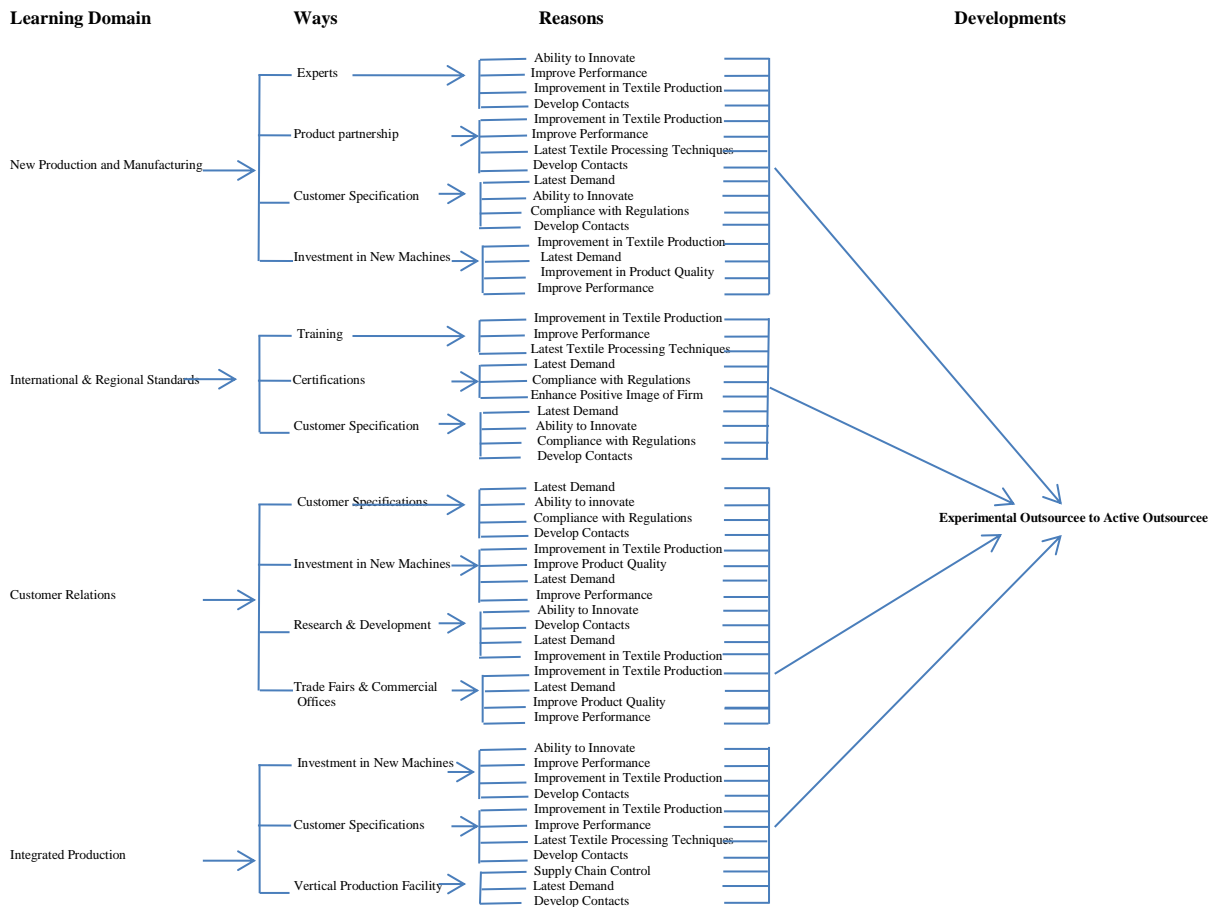 Learning Domain Ways Reasons Developments
New Production and Manufacturing
Experts
Ability to Innovate
Improve Performance
Improvement in Textile Production
Develop Contacts
Product partnership
Improvement in Textile Production
Improve Performance
Latest Textile Processing Techniques
Develop Contacts
Customer Specification
Latest Demand
Ability to Innovate
Compliance with Regulations
Develop Contacts
Investment in New Machines
Improvement in Textile Production
Latest Demand
Improvement in Product Quality
Improve Performance
International & Regional Standards
Training
Improvement in Textile Production
Improve Performance
Latest Textile Processing Techniques
Certifications
Latest Demand
Compliance with Regulations
Enhance Positive Image of Firm
Customer Specification
Latest Demand
Ability to Innovate
Compliance with Regulations
Develop Contacts
Customer Relations
Customer Specifications
Latest Demand
Ability to innovate
Compliance with Regulations
Develop Contacts
Investment in New Machines
Improvement in Textile Production
Improve Product Quality
Latest Demand
Improve Performance
Research & Development
Ability to Innovate
Develop Contacts
Latest Demand
Improvement in Textile Production
Trade Fairs & Commercial
Offices
Improvement in Textile Production
Latest Demand
Improve Product Quality
Improve Performance
Integrated Production
Investment in New Machines
Ability to Innovate
Improve Performance
Improvement in Textile Production
Develop Contacts
Customer Specifications
Improvement in Textile Production
Improve Performance
Latest Textile Processing Techniques
Develop Contacts
Vertical Production Facility
Supply Chain Control
Latest Demand
Develop Contacts
Experimental Outsourcee to Active Outsourcee